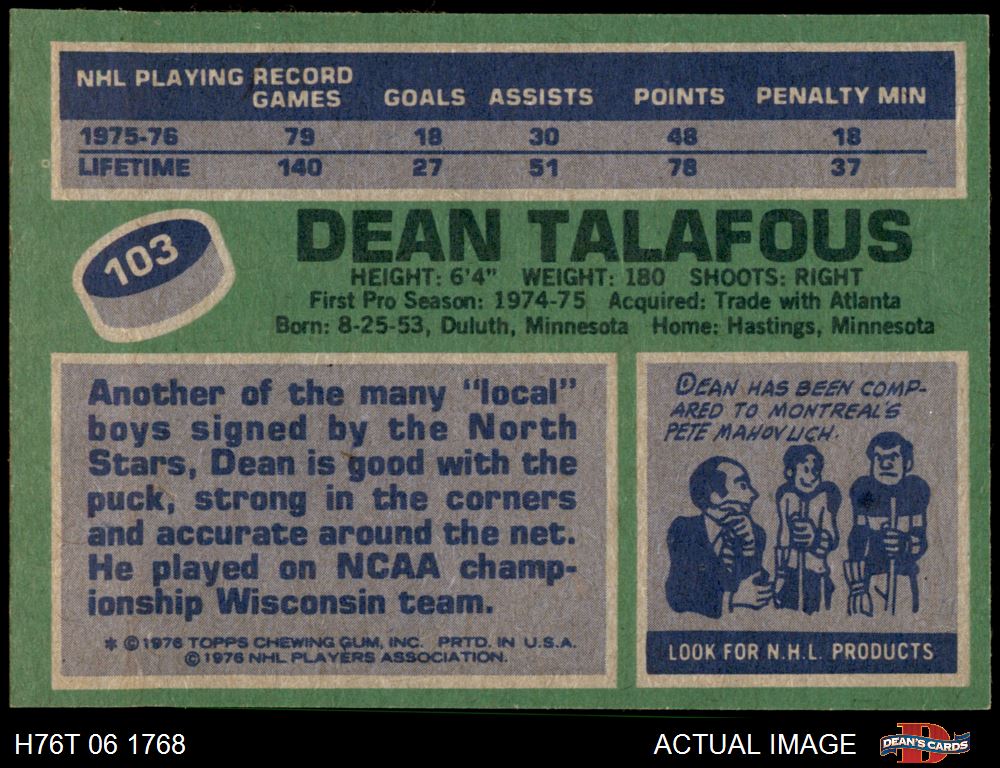 NHL PLAYING RECORD
GAMES GOALS ASSISTS POINTS PENALTY MIN
1975-76 79 18 30 48 18
LIFETIME 140 27 51 78 37
103
DEAN TALAFOUS
HEIGHT: 6'4" WEIGHT: 180 SHOOTS: RIGHT
First Pro Season: 1974-75 Acquired: Trade with Atlanta
Born: 8-25-53, Duluth, Minnesota Home: Hastings, Minnesota
Another of the many "local"
boys signed by the North
Stars, Dean is good with the
puck, strong in the corners
and accurate around the net.
He played on NCAA champ-
ionship Wisconsin team.
* © 1976 TOPPS CHEWING GUM, INC. PRTD. IN U.S.A.
© 1976 NHL PLAYERS ASSOCIATION.
DEAN HAS BEEN COMP-
ARED TO MONTREAL'S
PETE MAHOVLICH.
LOOK FOR N.H.L. PRODUCTS
H76T 06 1768
ACTUAL IMAGE
DEAN'S CARDS